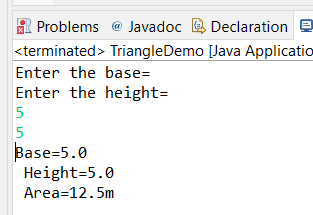 Problems @ Javadoc Declaration
<terminated> TriangleDemo [Java Applicatio
Enter the base=
Enter the height=
5
5
Base=5.0
Height=5.0
Area=12.5m